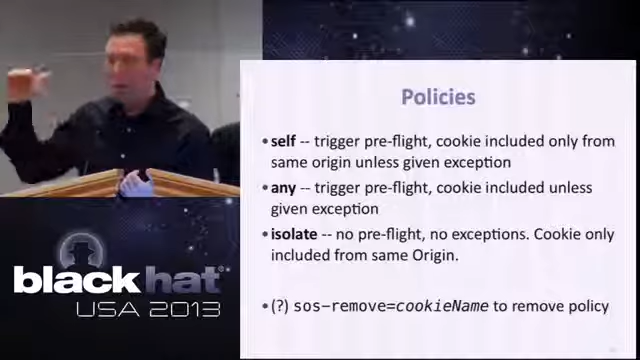 Policies
•self -- trigger pre-flight, cookie included only from
same origin unless given exception
•any -- trigger pre-flight, cookie included unless
given exception
•isolate -- no pre-flight, no exceptions. Cookie only
included from same Origin.
•(?) sos-remove=cookieName to remove policy
black hat®
USA 2013